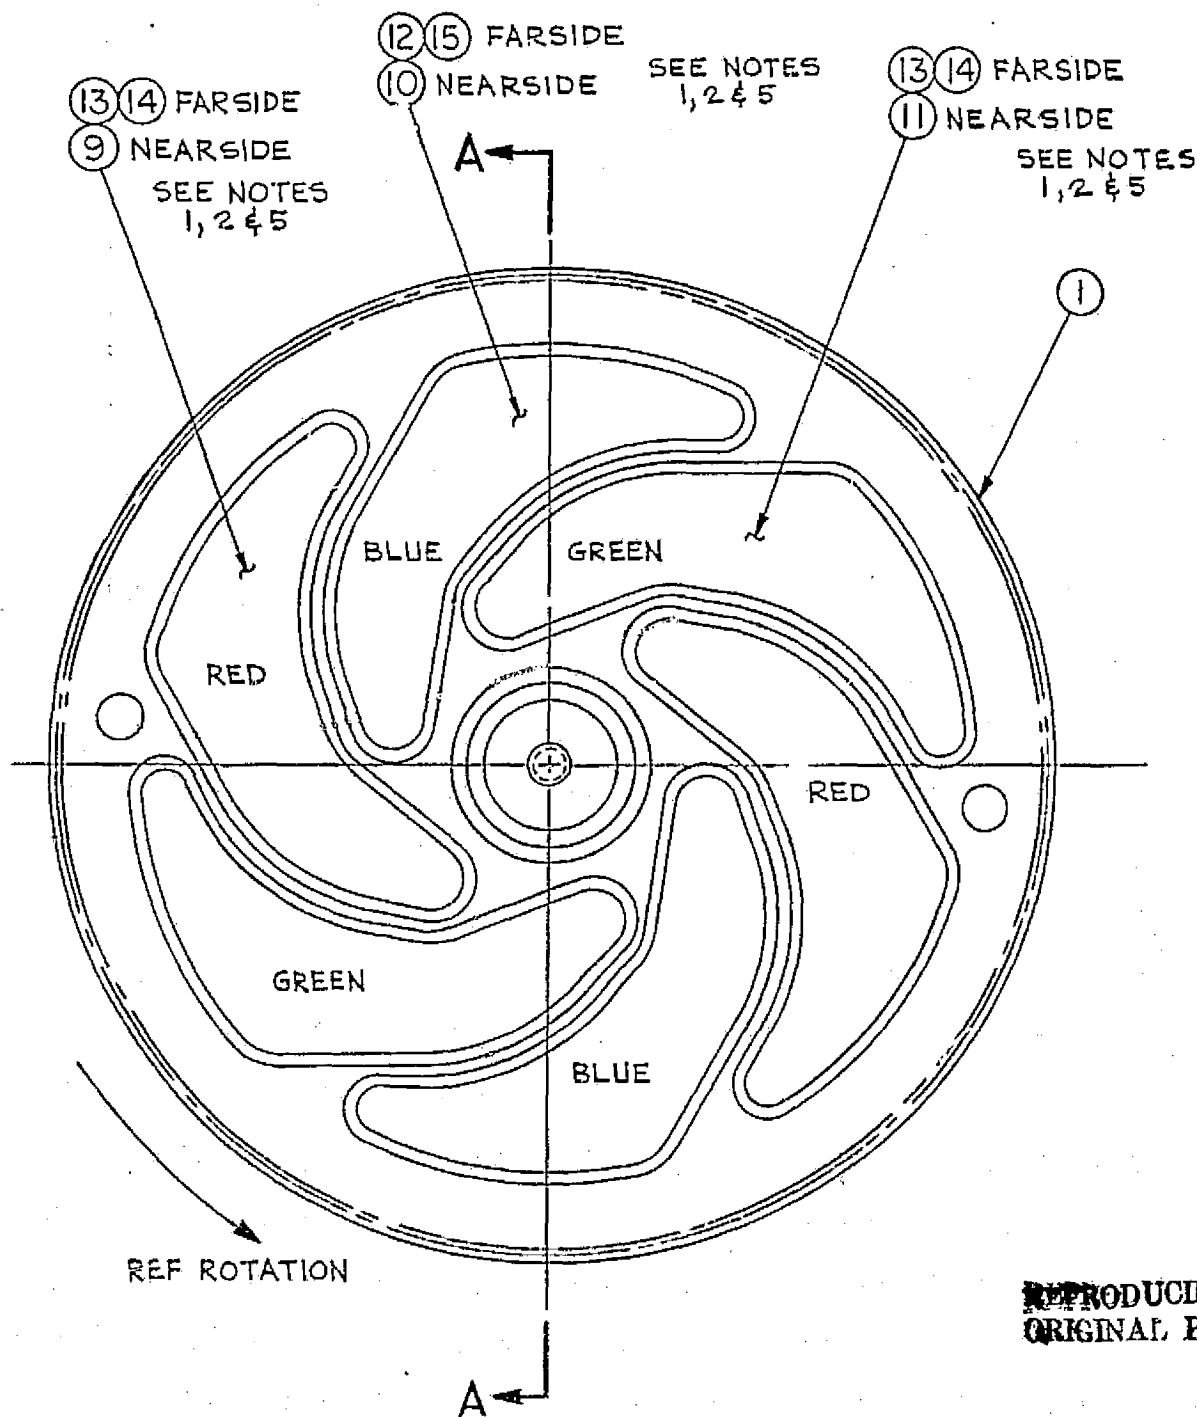 12 15 FARSIDE
10 NEARSIDE
SEE NOTES
1, 2 & 5
13 14 FARSIDE
9 NEARSIDE
SEE NOTES
1, 2 & 5
13 14 FARSIDE
11 NEARSIDE
SEE NOTES
1, 2 & 5
A
1
BLUE
GREEN
RED
RED
GREEN
BLUE
REF ROTATION
A
REPRODUCI
ORIGINAL P